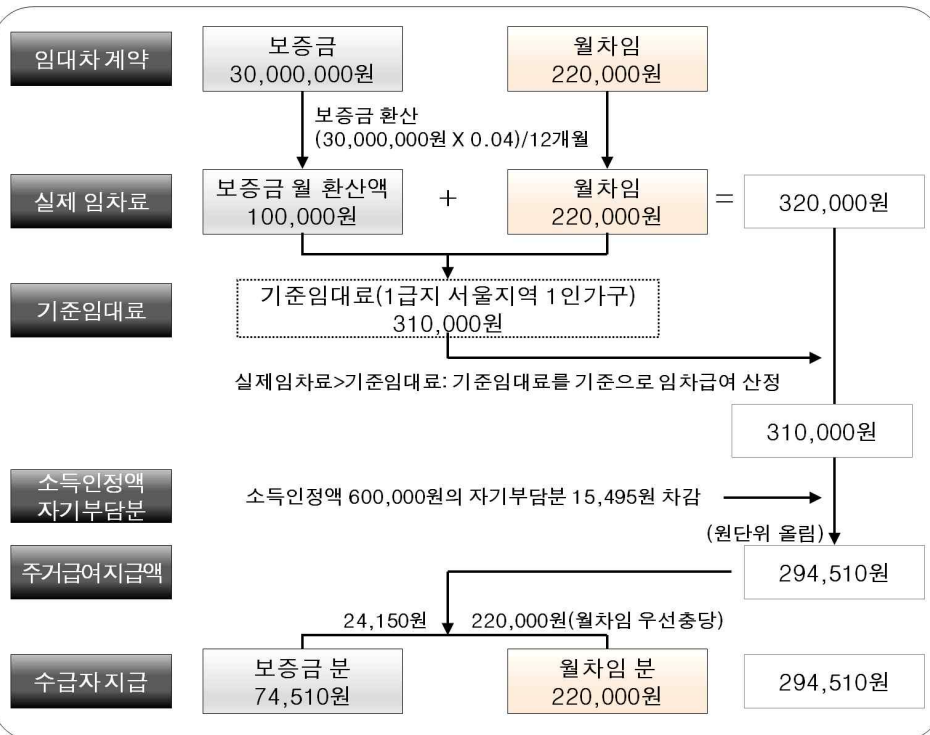 임대차 계약
보증금
30,000,000원
월차임
220,000원
보증금 환산
(30,000,000원 X 0.04)/12개월
실제 임차료
보증금 월 환산액
100,000원
+
월차임
220,000원
=
320,000원
기준임대료
기준임대료(1급지 서울지역 1인가구)
310,000원
실제임차료>기준임대료: 기준임대료를 기준으로 임차급여 산정
310,000원
소득인정액
자기부담분
소득인정액 600,000원의 자기부담분 15,495원 차감
(원단위 올림)
주거급여지급액
294,510원
24,150원
220,000원(월차임 우선충당)
수급자 지급
보증금 분
74,510원
월차임 분
220,000원
294,510원